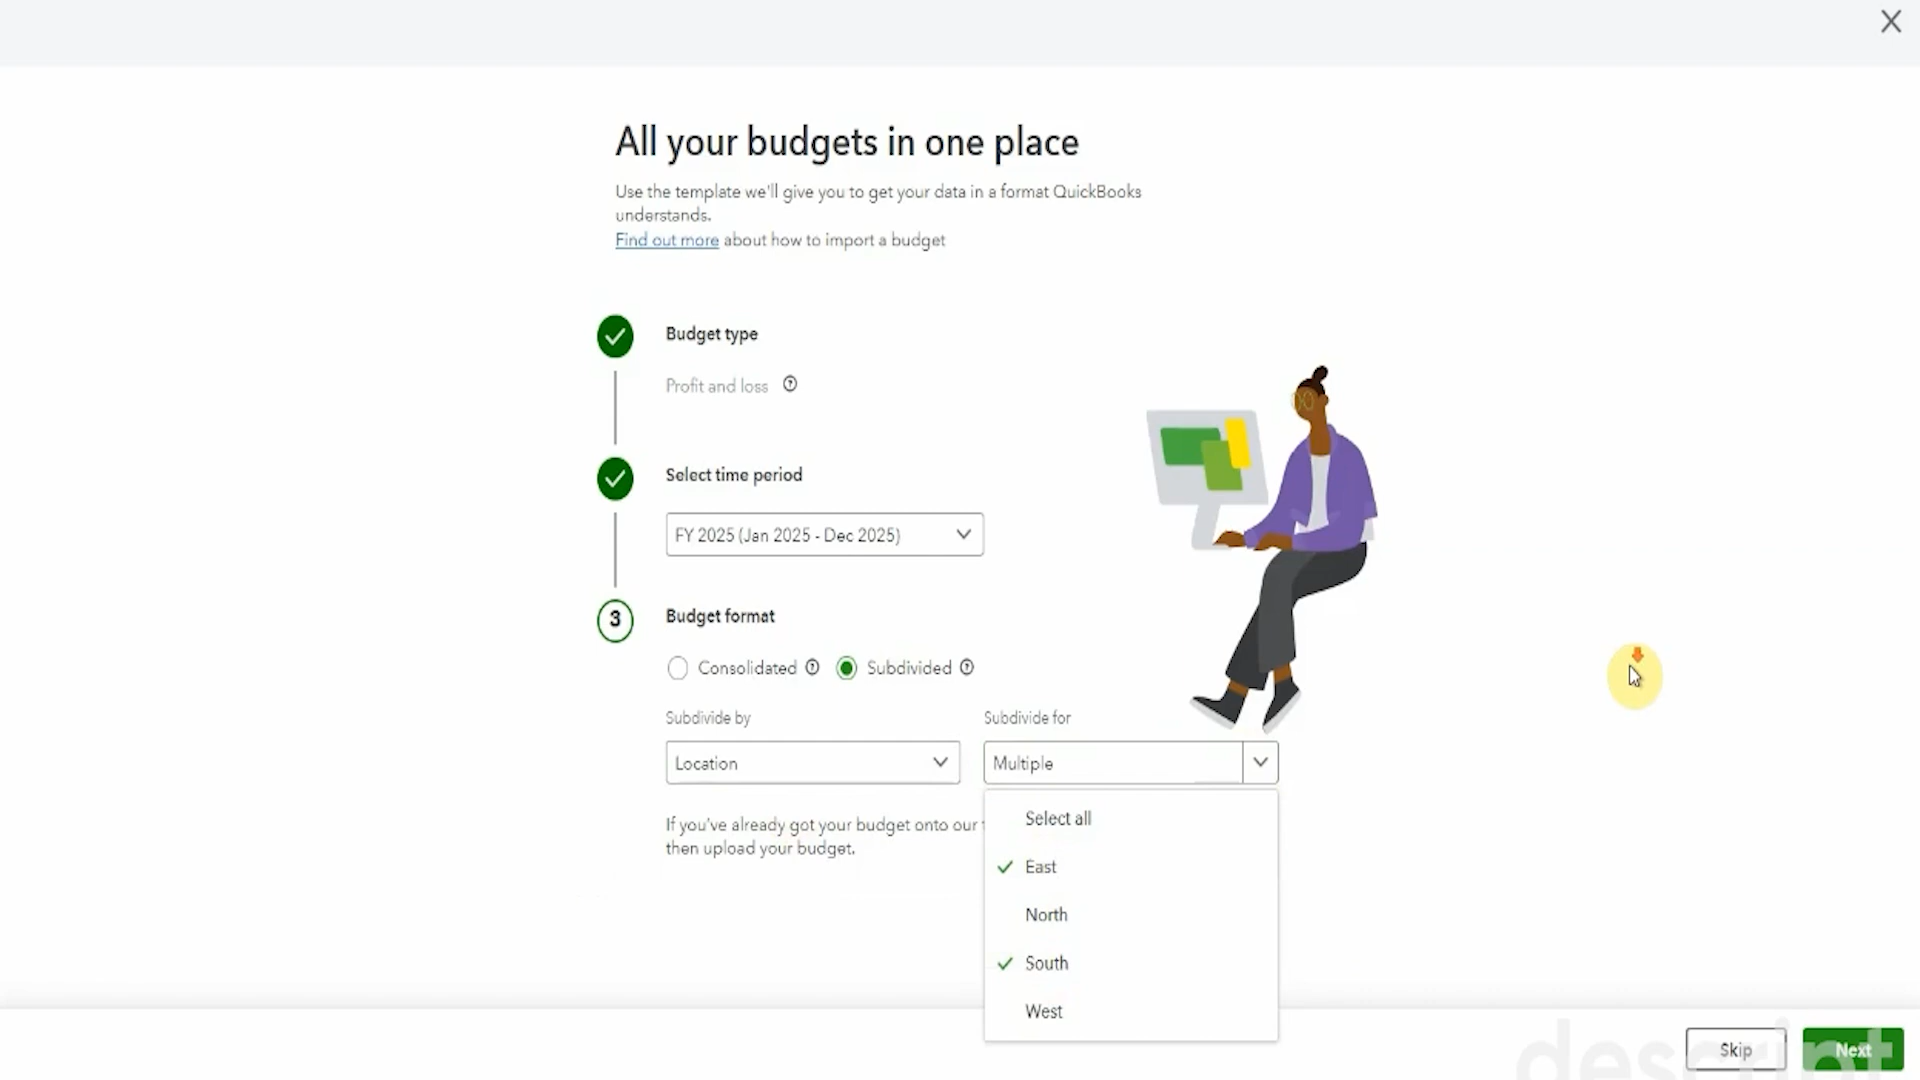 All your budgets in one place
Use the template we'll give you to get your data in a format QuickBooks
understands.
Find out more about how to import a budget
Budget type
Profit and loss
Select time period
FY 2025 (Jan 2025 - Dec 2025)
3
Budget format
Consolidated
Subdivided
Subdivide by
Subdivide for
Location
Multiple
If you've already got your budget onto our
then upload your budget.
Select all
East
North
South
West
Skip
Next
descript